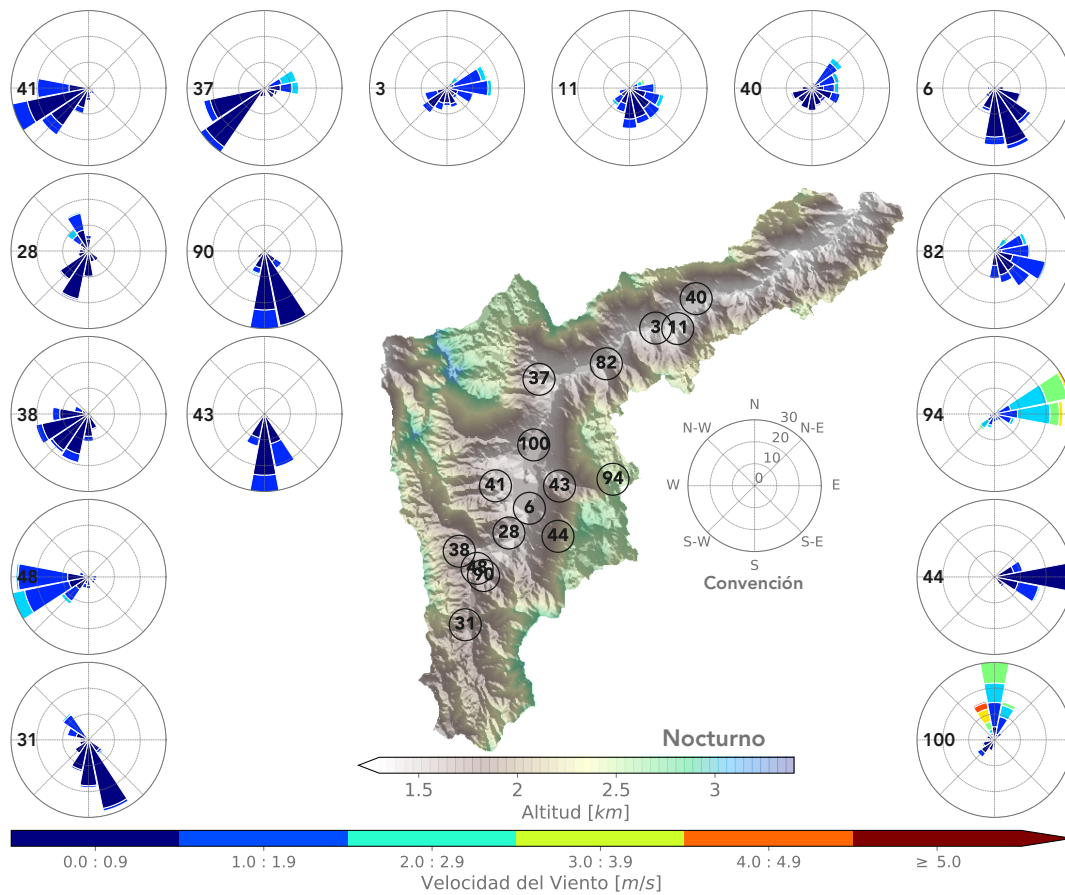 41
37
3
11
40
6
28
90
82
40
3
11
82
37
38
43
94
100
N
N-W
30
N-E
20
10
0
W
E
S-W
S-E
S
Convención
41
43
94
6
28
44
38
48
90
31
48
44
31
100
Nocturno
1.5
2
2.5
3
Altitud [km]
0.0 : 0.9
1.0 : 1.9
2.0 : 2.9
3.0 : 3.9
4.0 : 4.9
≥ 5.0
Velocidad del Viento [m/s]